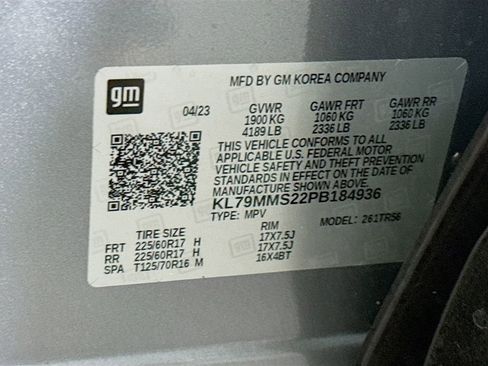 gm
MFD BY GM KOREA COMPANY
04/23 GVWR GAWR FRT GAWR RR
1900 KG 1060 KG 1060 KG
4189 LB 2336 LB 2336 LB
THIS VEHICLE CONFORMS TO ALL
APPLICABLE U.S. FEDERAL MOTOR
VEHICLE SAFETY AND THEFT PREVENTION
STANDARDS IN EFFECT ON THE DATE OF
MANUFACTURE SHOWN ABOVE.
KL79MMS22PB184936
TYPE: MPV MODEL: 261TR56
TIRE SIZE RIM
FRT 225/60R17 H 17X7.5J
RR 225/60R17 H 17X7.5J
SPA T125/70R16 M 16X4BT